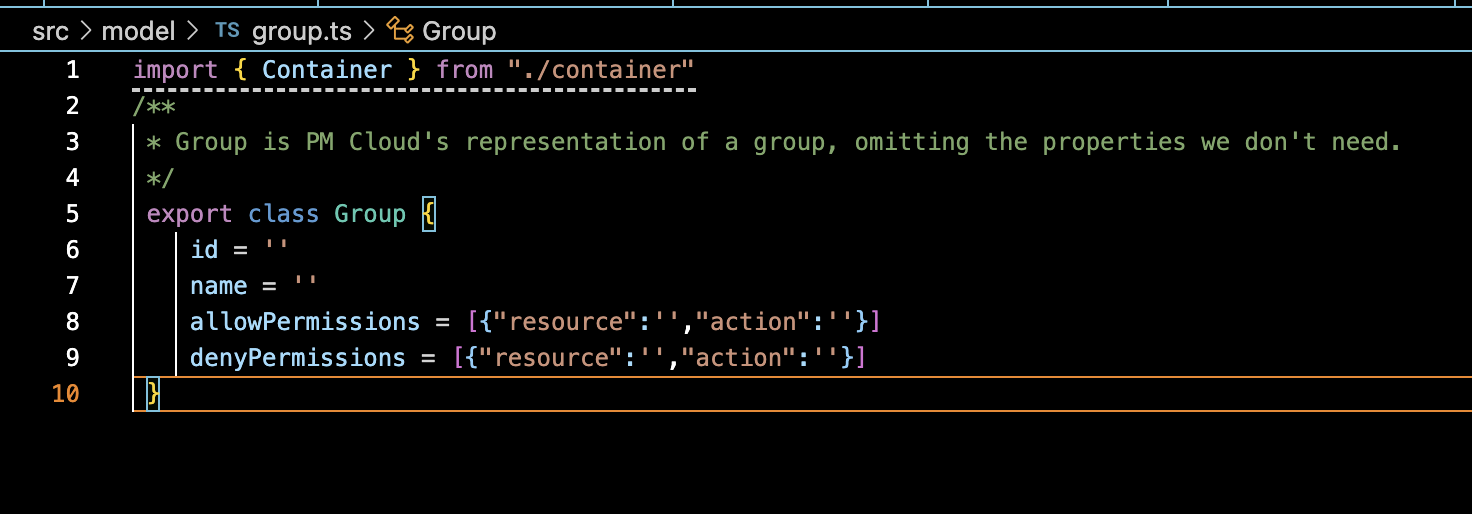 src > model > TS group.ts > Group
1 import { Container } from "./container"
2 /**
3 * Group is PM Cloud's representation of a group, omitting the properties we don't need.
4 */
5 export class Group {
6 id = ''
7 name = ''
8 allowPermissions = [{"resource":'',"action":''}]
9 denyPermissions = [{"resource":'',"action":''}]
10 }